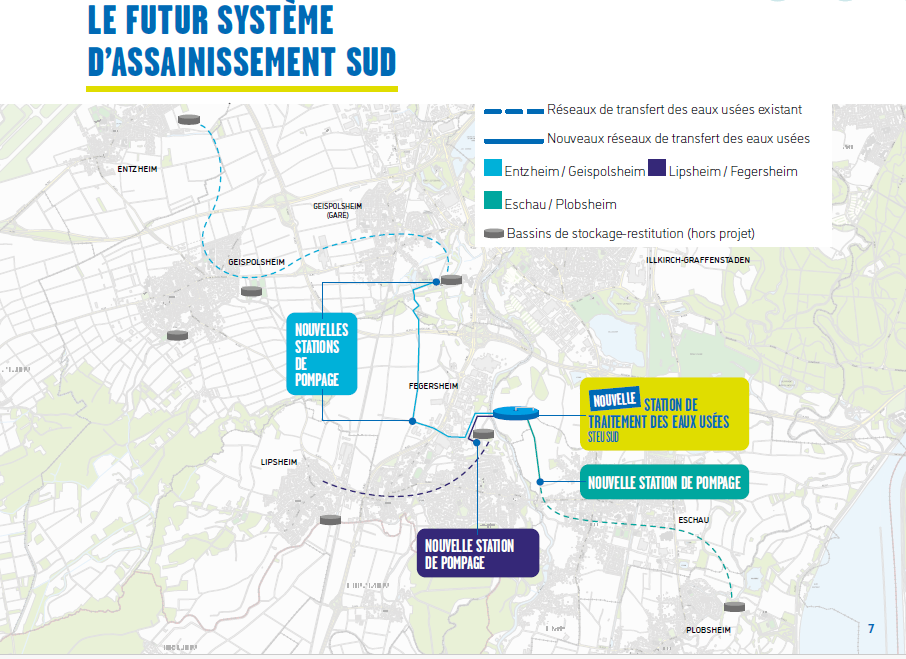 LE FUTUR SYSTÈME
D'ASSAINISSEMENT SUD
Réseaux de transfert des eaux usées existant
Nouveaux réseaux de transfert des eaux usées
Entzheim / Geispolsheim Lipsheim / Fegersheim
Eschau / Plobsheim
Bassins de stockage-restitution (hors projet)
ENTZHEIM
GEISPOLSHEIM
(GARE)
GEISPOLSHEIM
ILLKIRCH-GRAFFENSTADEN
NOUVELLES
STATIONS
DE
POMPAGE
FEGERSHEIM
NOUVELLE STATION DE
TRAITEMENT DES EAUX USÉES
STEU SUD
LIPSHEIM
NOUVELLE STATION DE POMPAGE
ESCHAU
NOUVELLE STATION
DE POMPAGE
PLOBSHEIM
7